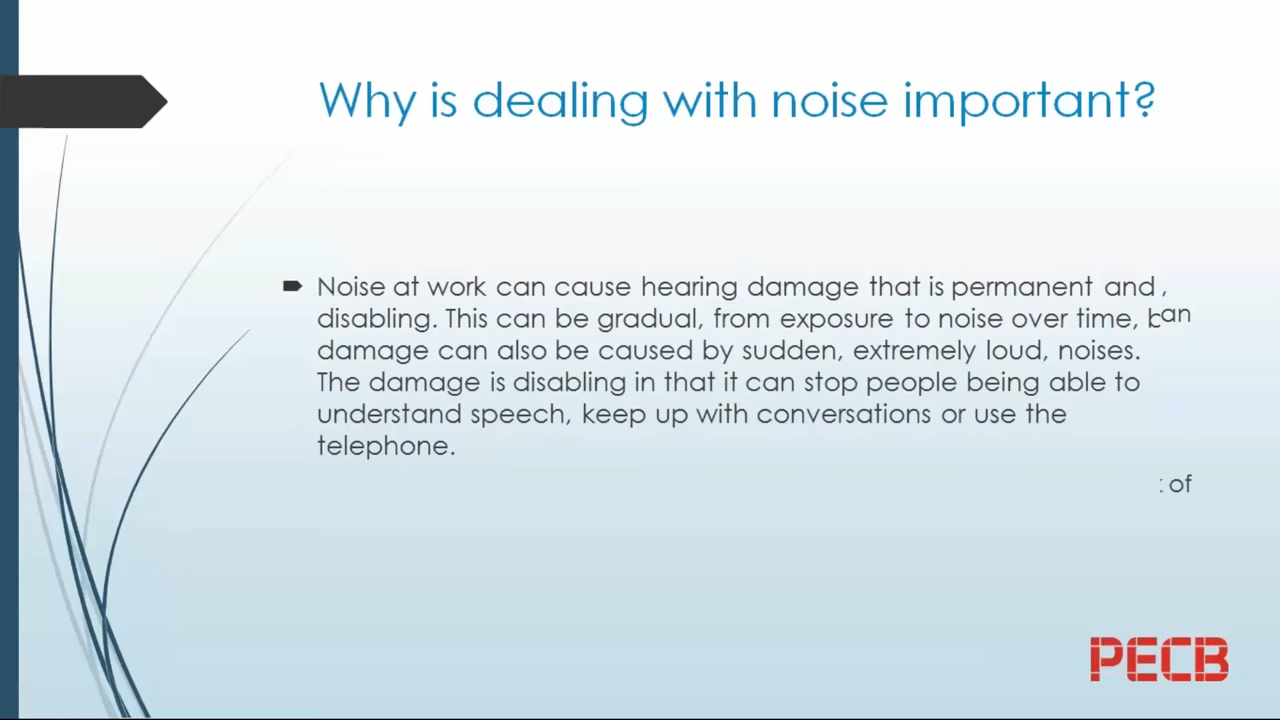 Why is dealing with noise important?
Noise at work can cause hearing damage that is permanent and ,
disabling. This can be gradual, from exposure to noise over time, an
damage can also be caused by sudden, extremely loud, noises.
The damage is disabling in that it can stop people being able to
understand speech, keep up with conversations or use the
telephone.
of
PECB